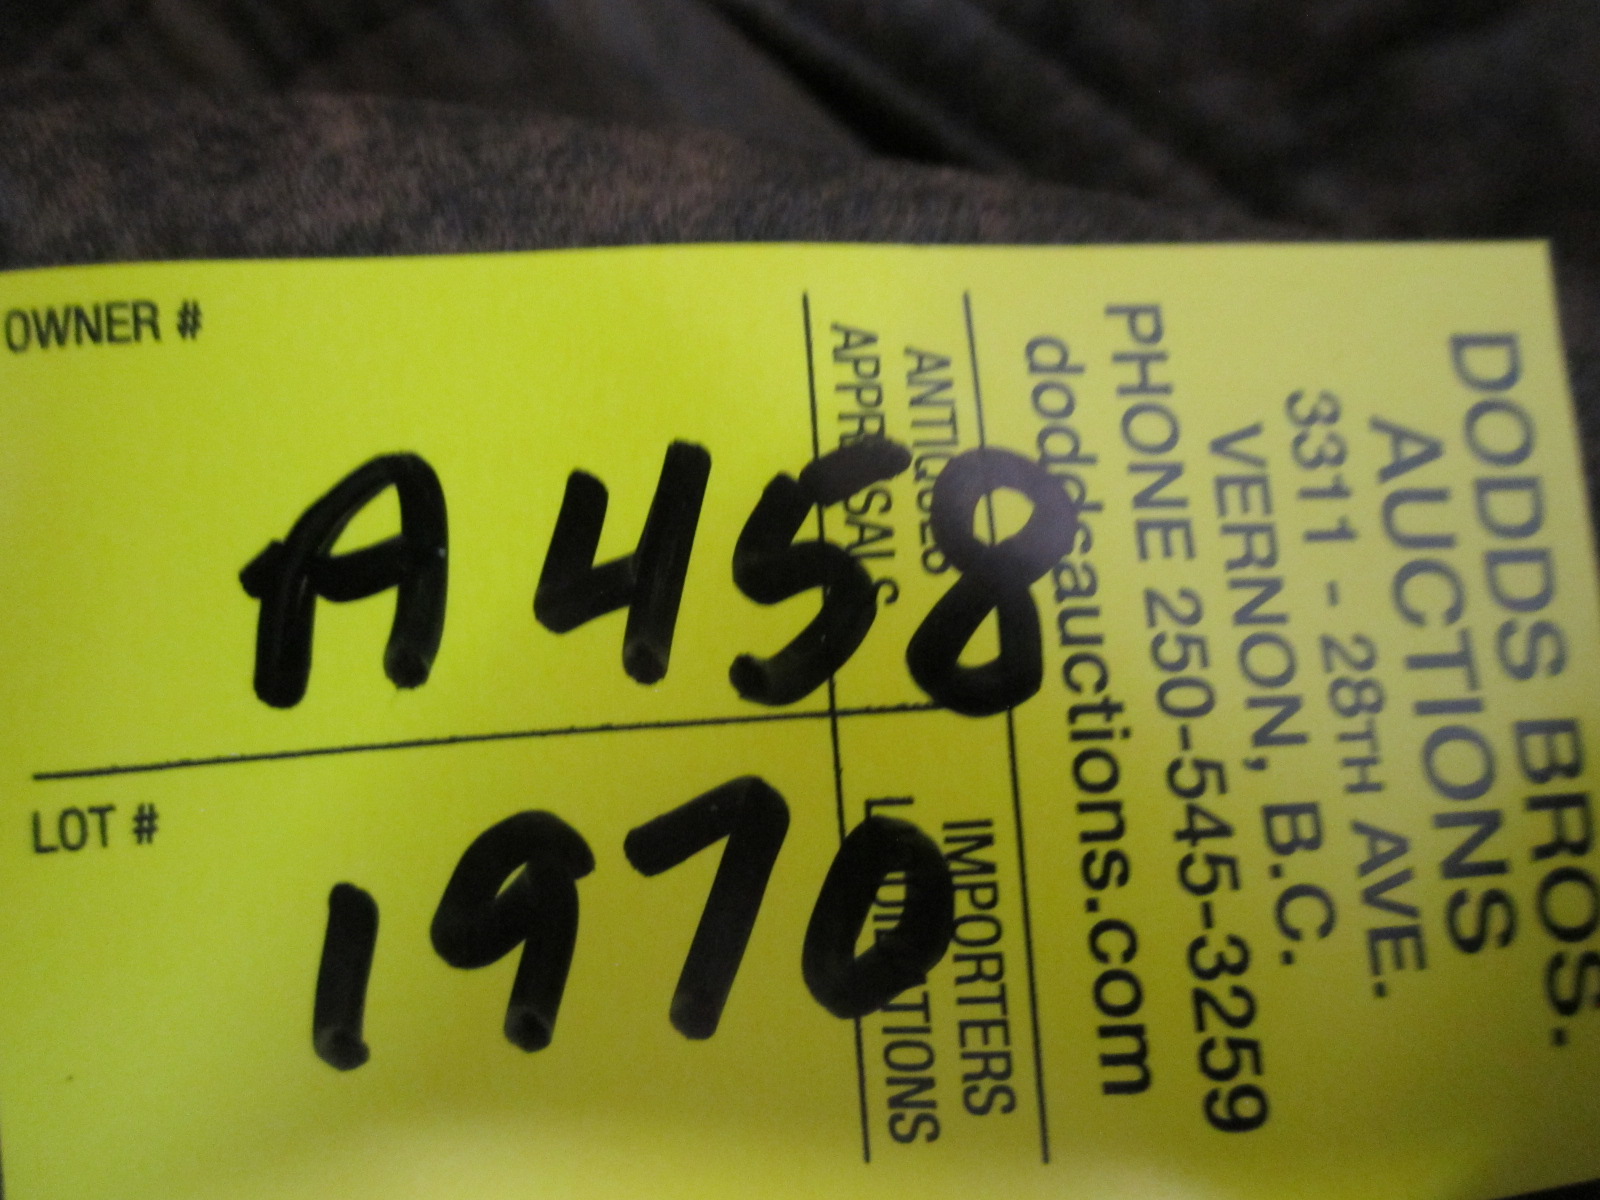 DODDS BROS.
AUCTIONS
3311 - 28TH AVE.
VERNON, B.C.
PHONE 250-545-3259
doddsauctions.com
ANTIQUES IMPORTERS
APPRAISALS LIQUIDATIONS
OWNER #
A458
LOT #
1970